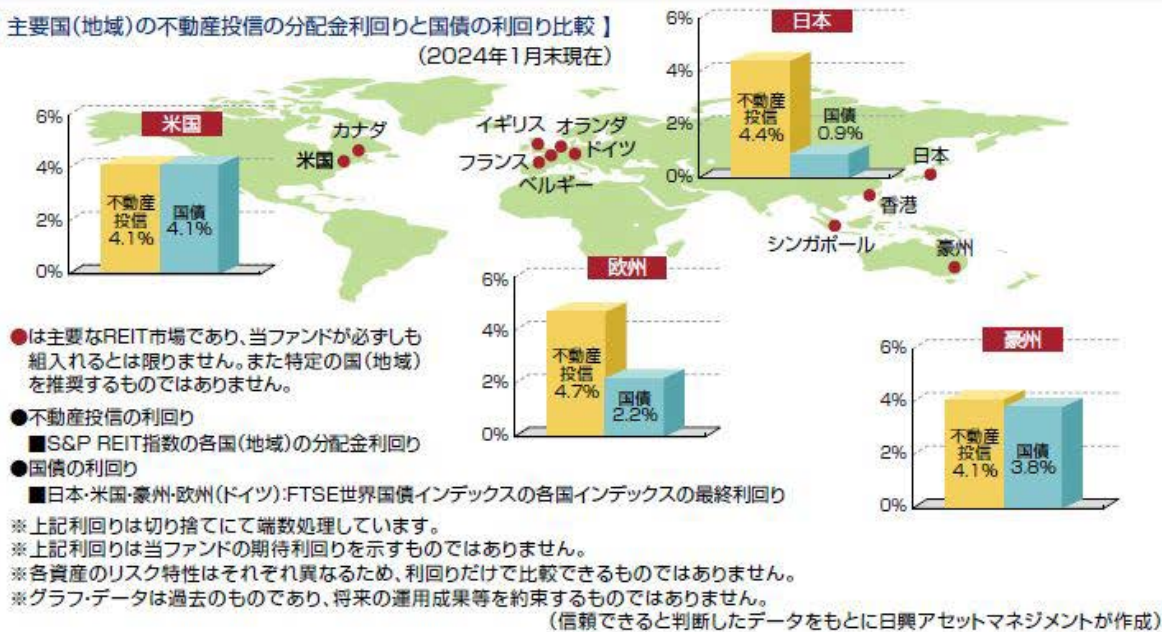 主要国（地域）の不動産投信の分配金利回りと国債の利回り比較 】
（2024年1月末現在）
日本
6%
4%
2%
0%
不動産
投信
4.4%
国債
0.9%
米国
6%
4%
2%
0%
不動産
投信
4.1%
国債
4.1%
カナダ
米国
イギリス
オランダ
フランス
ドイツ
ベルギー
日本
香港
シンガポール
豪州
欧州
6%
4%
2%
0%
不動産
投信
4.7%
国債
2.2%
豪州
6%
4%
2%
0%
不動産
投信
4.1%
国債
3.8%
●は主要なREIT市場であり、当ファンドが必ずしも
組入れるとは限りません。また特定の国（地域）
を推奨するものではありません。
●不動産投信の利回り
■S&P REIT指数の各国（地域）の分配金利回り
●国債の利回り
■日本・米国・豪州・欧州（ドイツ）：FTSE世界国債インデックスの各国インデックスの最終利回り
※上記利回りは切り捨てにて端数処理しています。
※上記利回りは当ファンドの期待利回りを示すものではありません。
※各資産のリスク特性はそれぞれ異なるため、利回りだけで比較できるものではありません。
※グラフ・データは過去のものであり、将来の運用成果等を約束するものではありません。
（信頼できると判断したデータをもとに日興アセットマネジメントが作成）